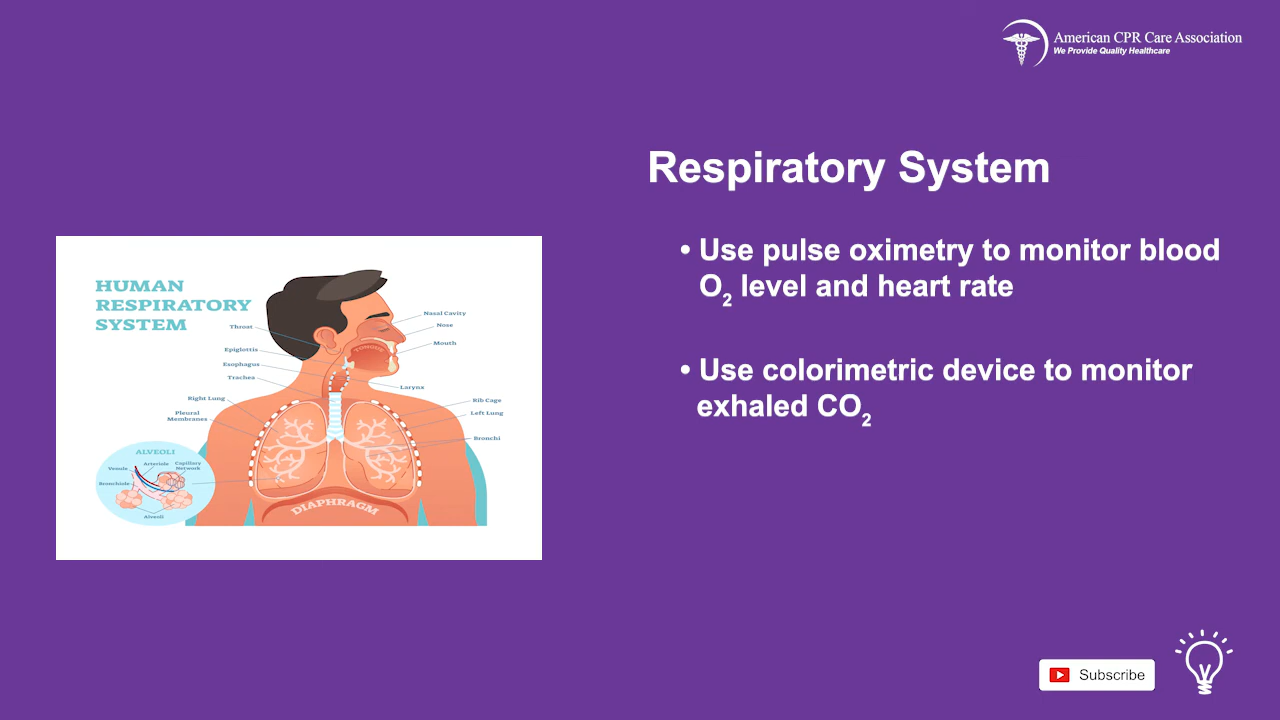 American CPR Care Association
We Provide Quality Healthcare
Respiratory System
• Use pulse oximetry to monitor blood
O₂ level and heart rate
• Use colorimetric device to monitor
exhaled CO₂
HUMAN
RESPIRATORY
SYSTEM
Throat
Epiglottis
Esophagus
Trachea
Right Lung
Pleural
Membranes
Nasal Cavity
Nose
Mouth
TONGUE
Larynx
Rib Cage
Left Lung
Bronchi
DIAPHRAGM
ALVEOLI
Venule
Arteriole
Capillary
Network
Bronchiole
Alveoli
Subscribe